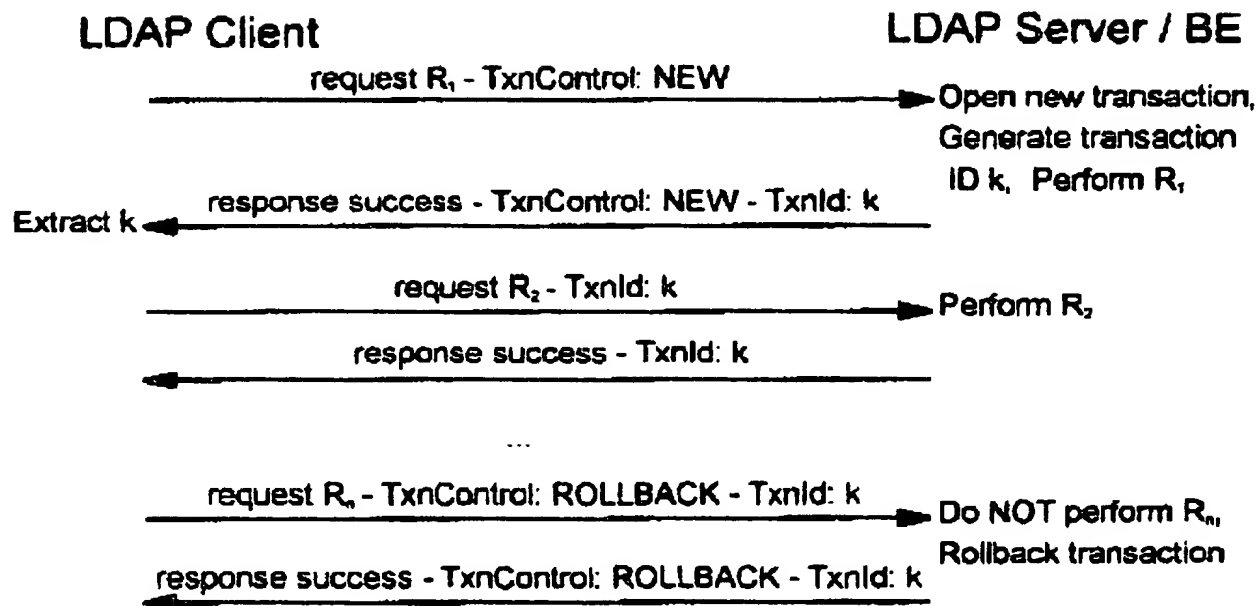 LDAP Client
LDAP Server / BE
request R₁ - TxnControl: NEW
Open new transaction,
Generate transaction
ID k, Perform R₁
response success - TxnControl: NEW - TxnId: k
Extract k
request R₂ - TxnId: k
Perform R₂
response success - TxnId: k
...
request Rₙ - TxnControl: ROLLBACK - TxnId: k
Do NOT perform Rₙ,
Rollback transaction
response success - TxnControl: ROLLBACK - TxnId: k